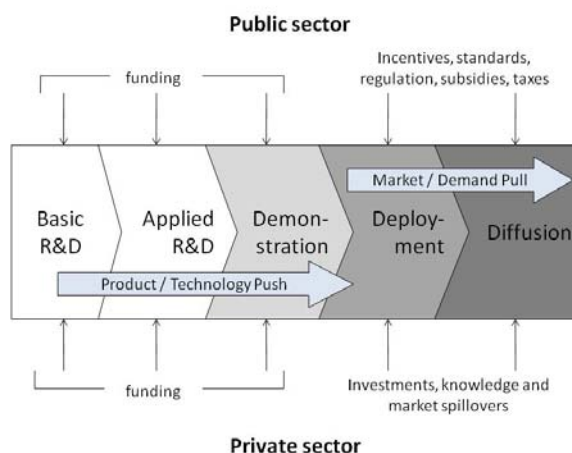 Public sector
funding
Incentives, standards,
regulation, subsidies, taxes
Market / Demand Pull
Basic
R&D
Applied
R&D
Demon-
stration
Deploy-
ment
Diffusion
Product / Technology Push
funding
Investments, knowledge and
market spillovers
Private sector